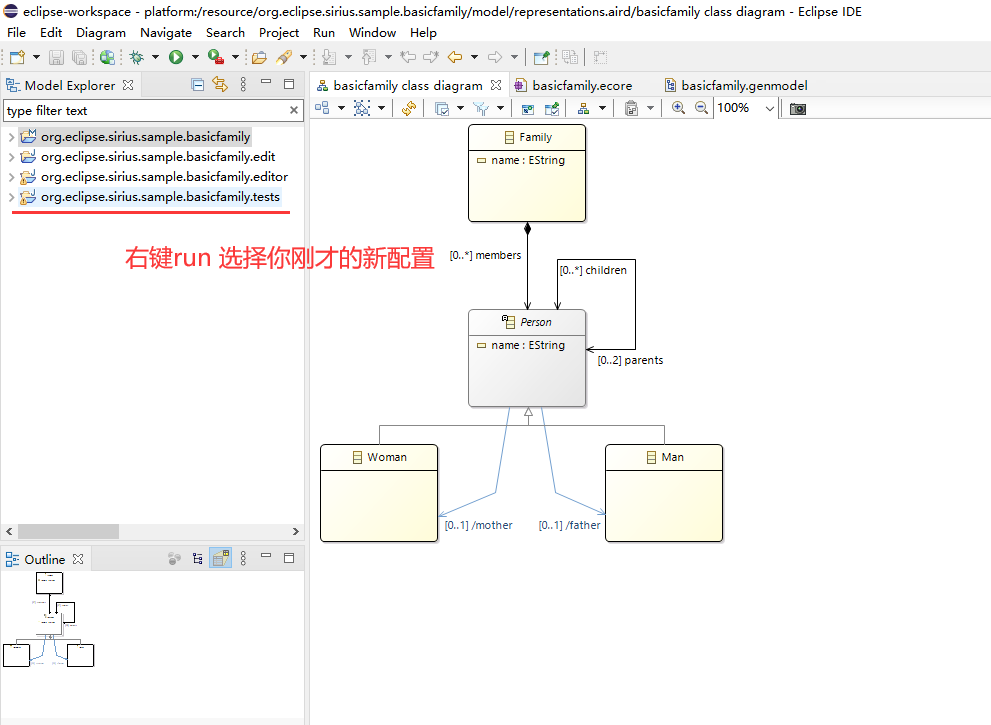 eclipse-workspace - platform:/resource/org.eclipse.sirius.sample.basicfamily/model/representations.aird/basicfamily class diagram - Eclipse IDE
File Edit Diagram Navigate Search Project Run Window Help
Model Explorer
type filter text
org.eclipse.sirius.sample.basicfamily
org.eclipse.sirius.sample.basicfamily.edit
org.eclipse.sirius.sample.basicfamily.editor
org.eclipse.sirius.sample.basicfamily.tests
右键run 选择你刚才的新配置
Outline
basicfamily class diagram
basicfamily.ecore
basicfamily.genmodel
100%
Family
name : EString
[0..*] members
[0..*] children
Person
name : EString
[0..2] parents
Woman
Man
[0..1] /mother
[0..1] /father